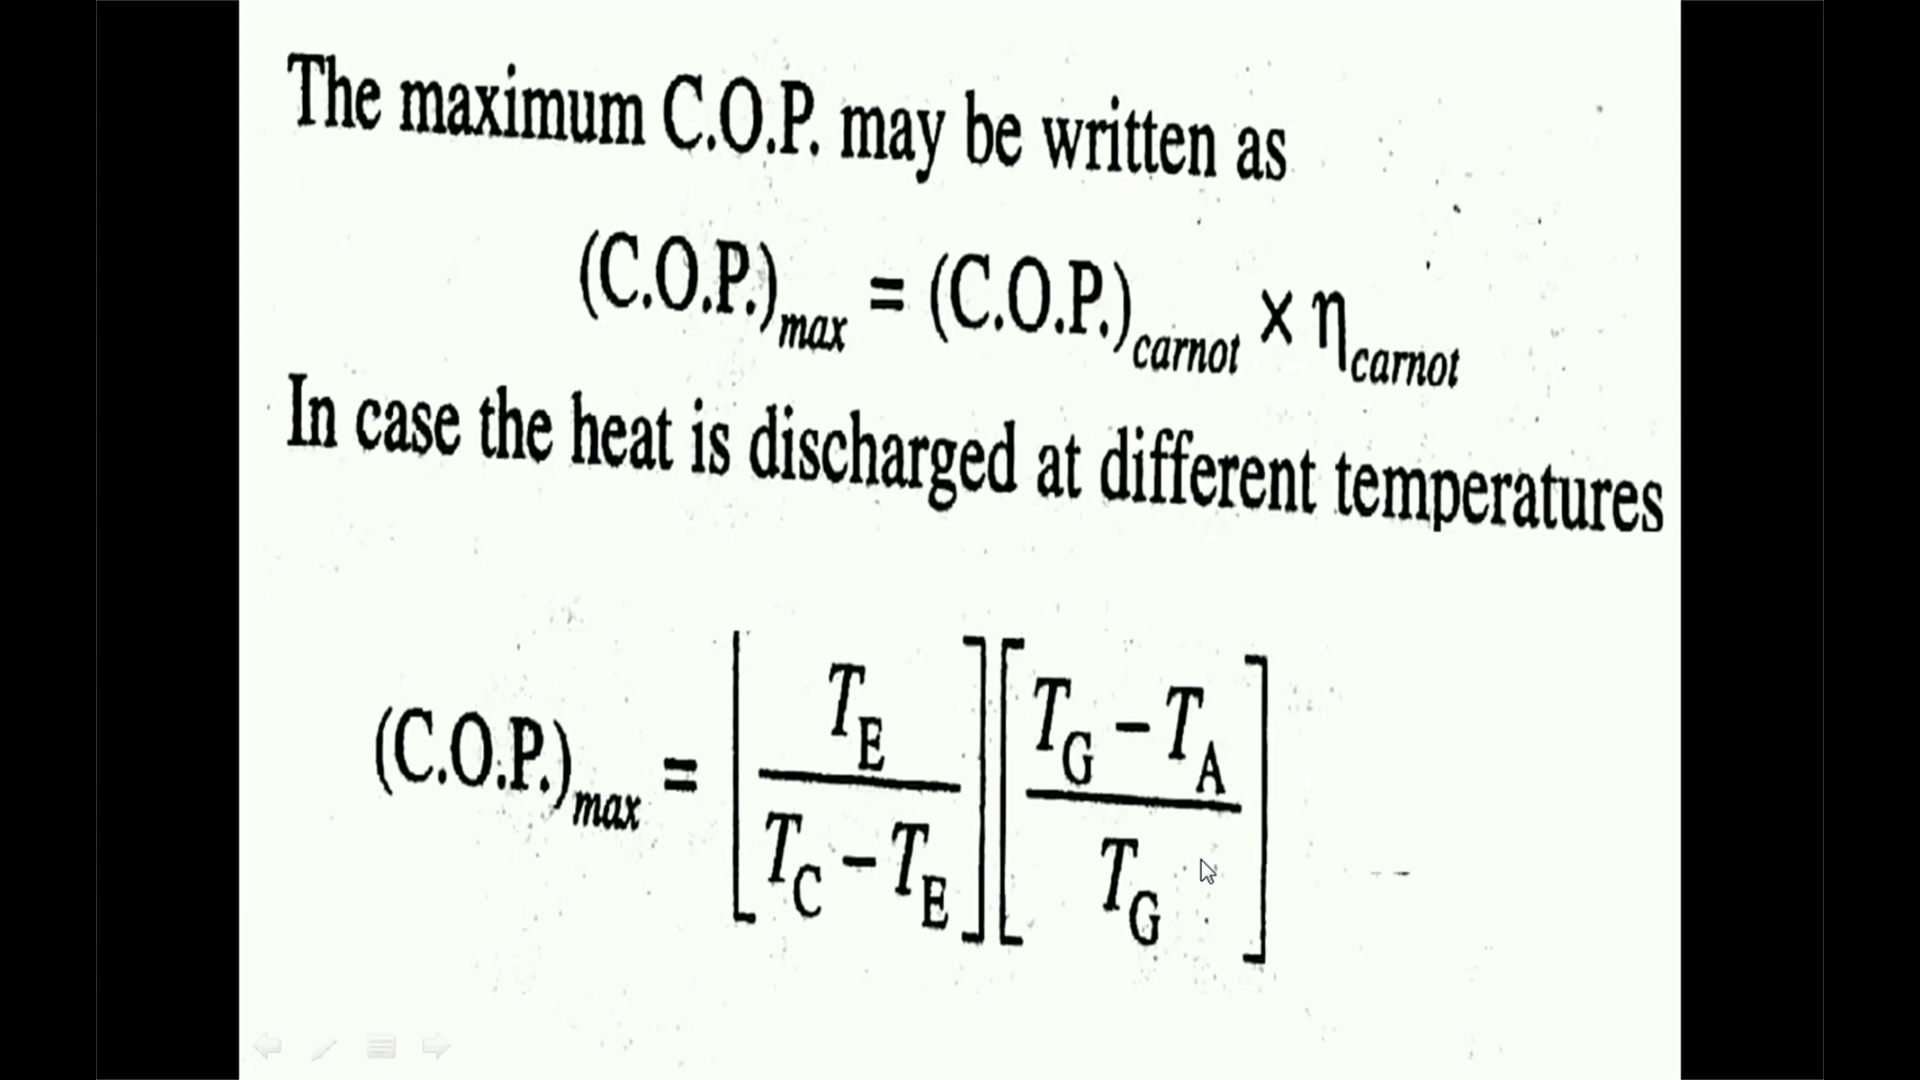 The maximum C.O.P. may be written as
(C.O.P.)max = (C.O.P.)carnot × ηcarnot
In case the heat is discharged at different temperatures
(C.O.P.)max = [TE / (TC − TE)] [(TG − TA) / TG]